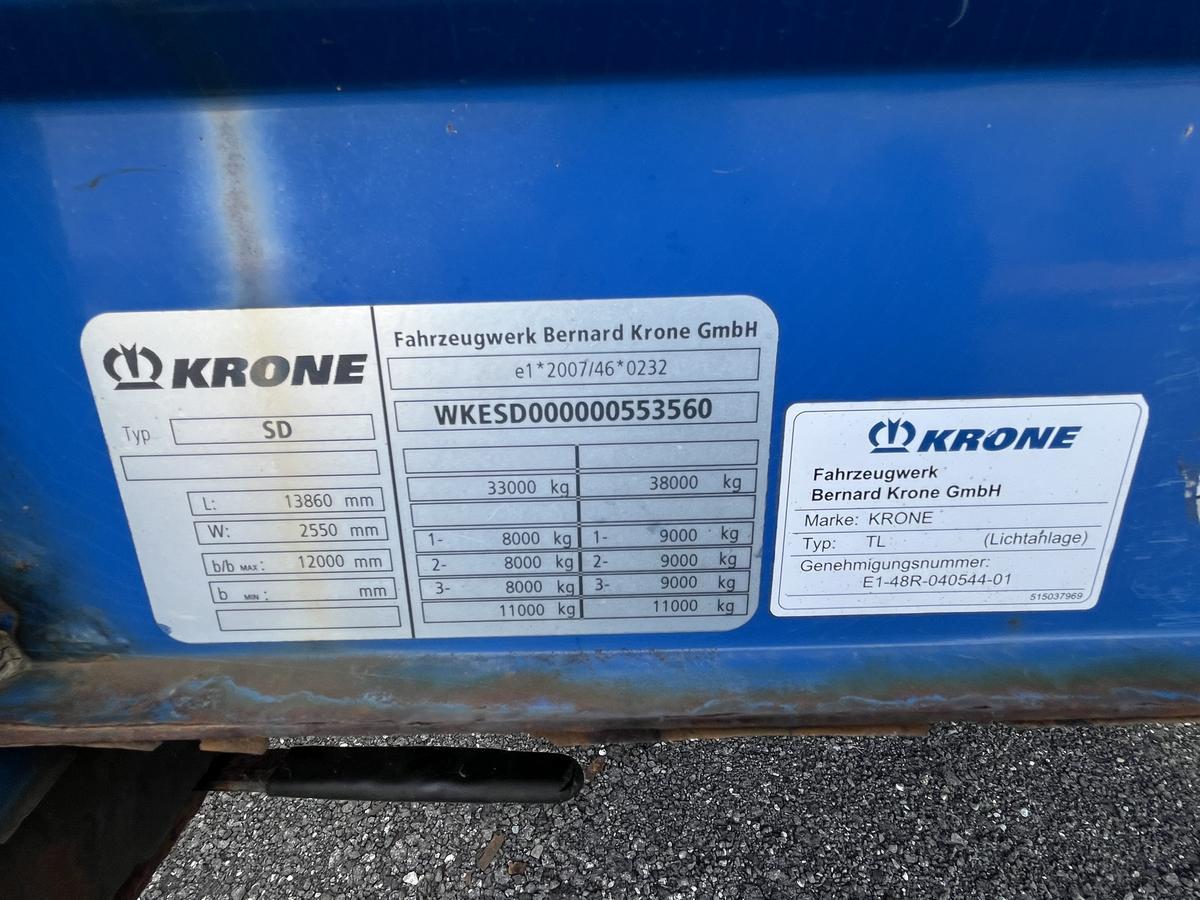 KRONE
Typ SD
L: 13860 mm
W: 2550 mm
b/b MAX: 12000 mm
b MIN: mm
Fahrzeugwerk Bernard Krone GmbH
e1*2007/46*0232
WKESD000000553560
33000 kg 38000 kg
1- 8000 kg 1- 9000 kg
2- 8000 kg 2- 9000 kg
3- 8000 kg 3- 9000 kg
11000 kg 11000 kg
KRONE
Fahrzeugwerk
Bernard Krone GmbH
Marke: KRONE
Typ: TL (Lichtanlage)
Genehmigungsnummer:
E1-48R-040544-01
515037969